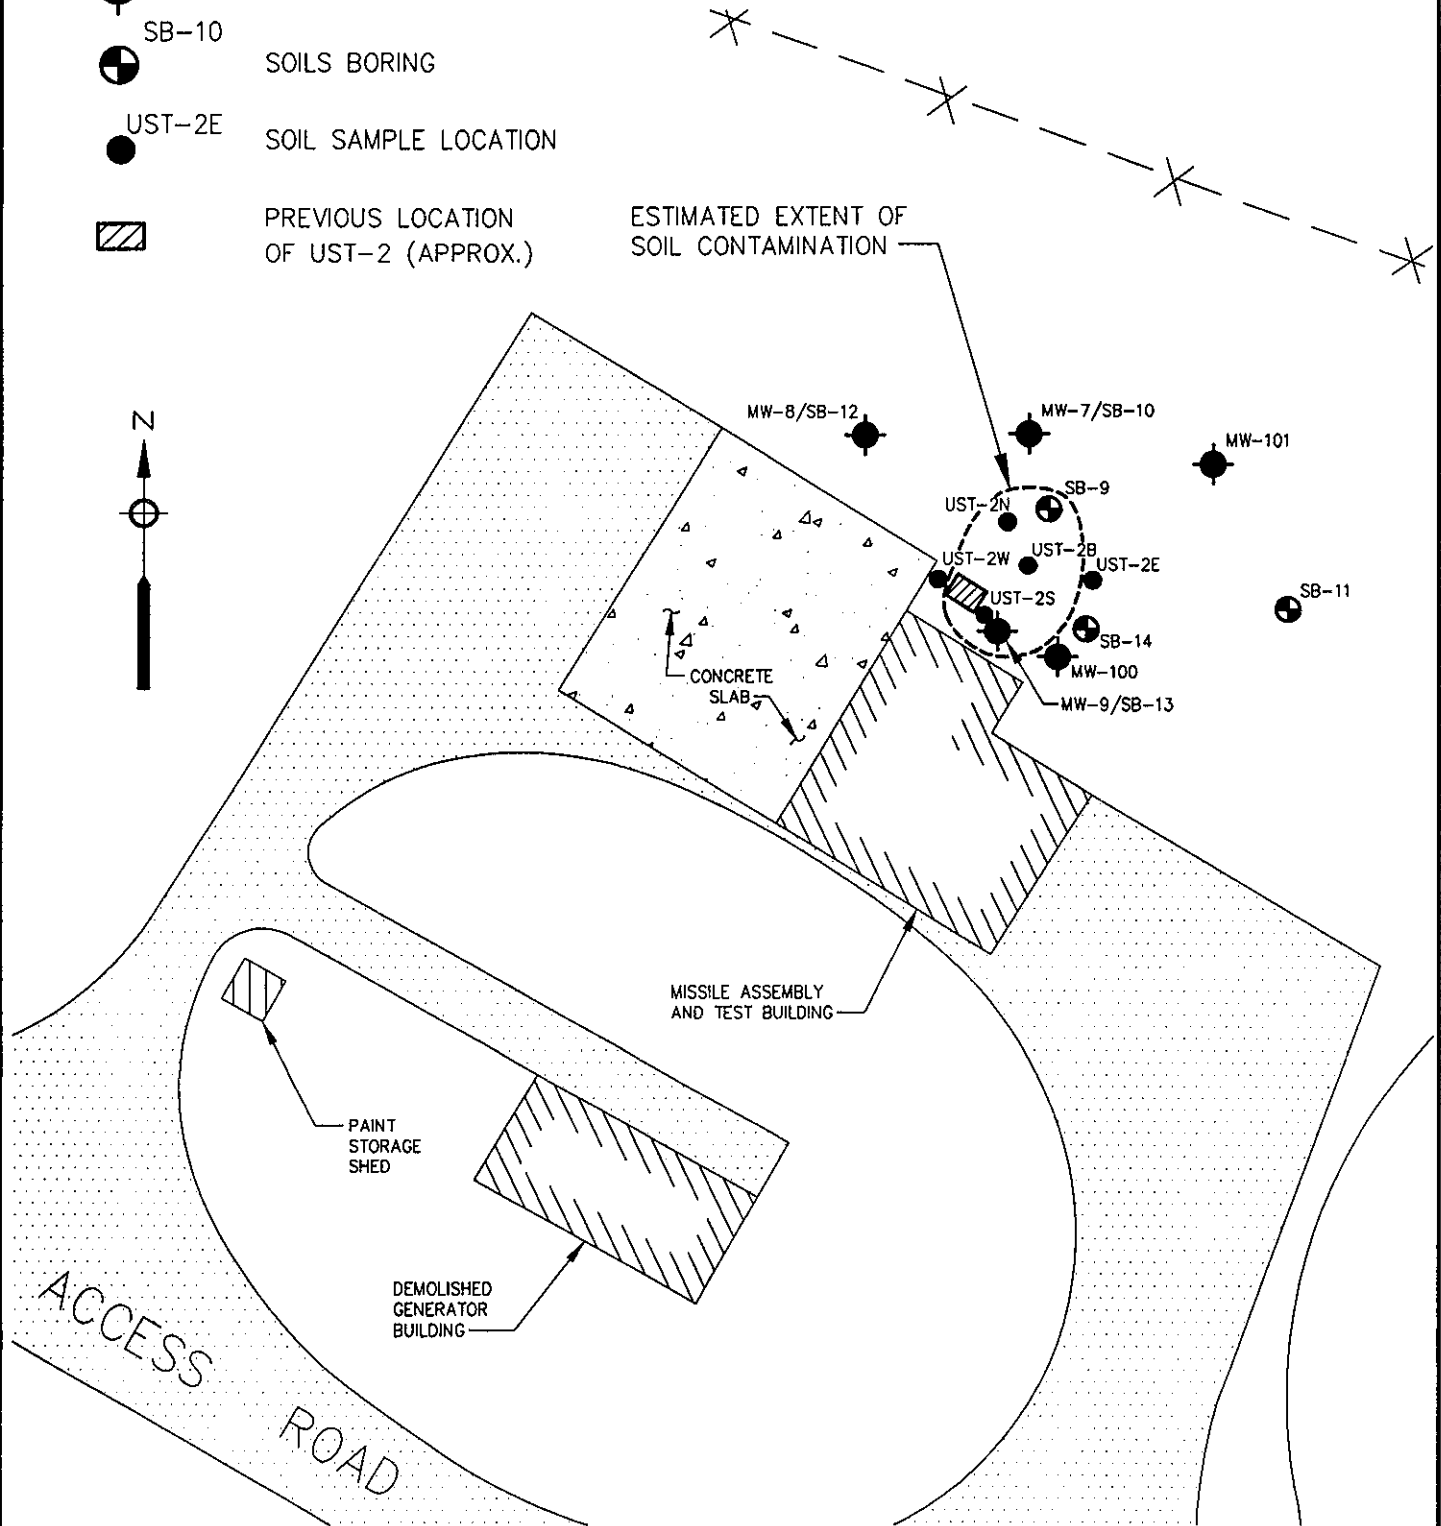 SB-10
SOILS BORING
UST-2E
SOIL SAMPLE LOCATION
PREVIOUS LOCATION
OF UST-2 (APPROX.)
ESTIMATED EXTENT OF
SOIL CONTAMINATION
N
MW-8/SB-12
MW-7/SB-10
MW-101
SB-9
UST-2N
UST-2B
UST-2W
UST-2E
UST-2S
SB-11
SB-14
MW-100
MW-9/SB-13
CONCRETE
SLAB
MISSILE ASSEMBLY
AND TEST BUILDING
PAINT
STORAGE
SHED
DEMOLISHED
GENERATOR
BUILDING
ACCESS ROAD